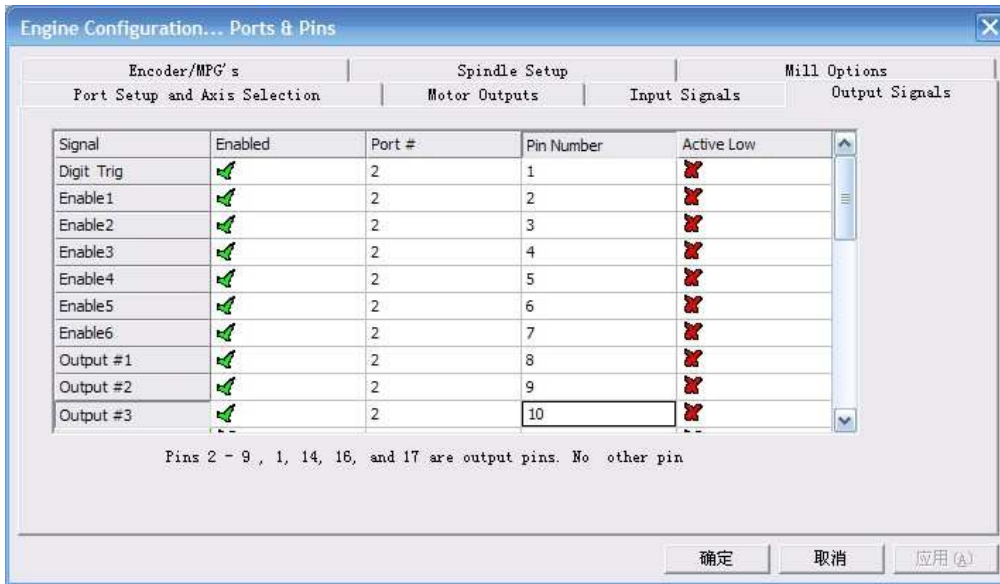 Engine Configuration... Ports & Pins
Encoder/MPG's Spindle Setup Mill Options
Port Setup and Axis Selection Motor Outputs Input Signals Output Signals
Signal Enabled Port # Pin Number Active Low
Digit Trig 2 1
Enable1 2 2
Enable2 2 3
Enable3 2 4
Enable4 2 5
Enable5 2 6
Enable6 2 7
Output #1 2 8
Output #2 2 9
Output #3 2 10
Pins 2 - 9 , 1, 14, 16, and 17 are output pins. No other pin
确定 取消 应用(A)